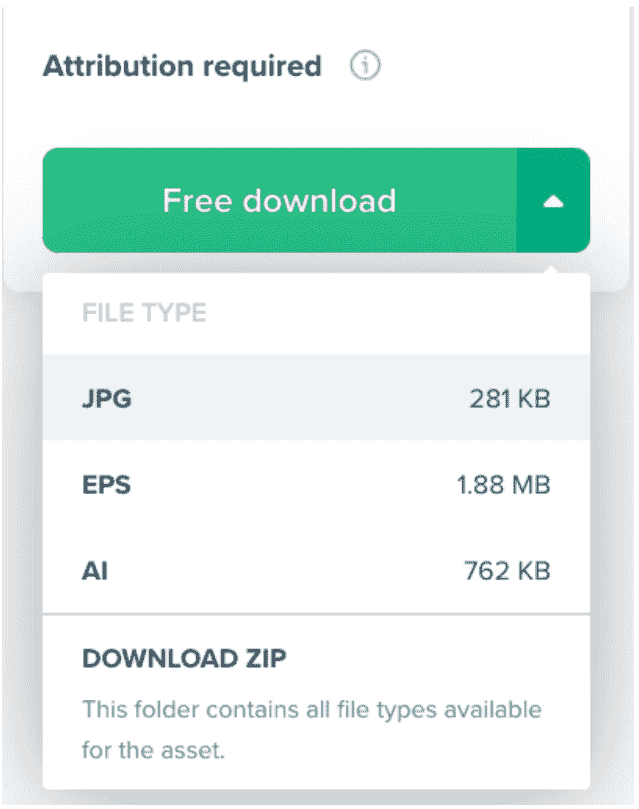 Attribution required
Free download
FILE TYPE
JPG 281 KB
EPS 1.88 MB
AI 762 KB
DOWNLOAD ZIP
This folder contains all file types available
for the asset.